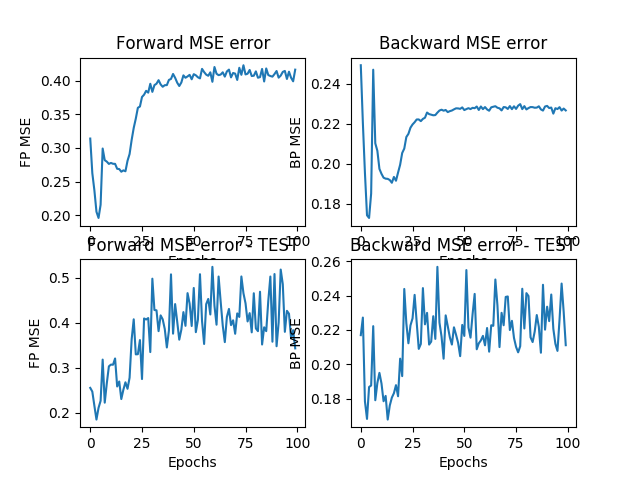 Forward MSE error
Backward MSE error
FP MSE
0.40
0.35
0.30
0.25
0.20
0 25 50 75 100
Epochs
BP MSE
0.24
0.22
0.20
0.18
0 25 50 75 100
Epochs
Forward MSE error - TEST
Backward MSE error - TEST
FP MSE
0.5
0.4
0.3
0.2
0 25 50 75 100
Epochs
BP MSE
0.26
0.24
0.22
0.20
0.18
0 25 50 75 100
Epochs